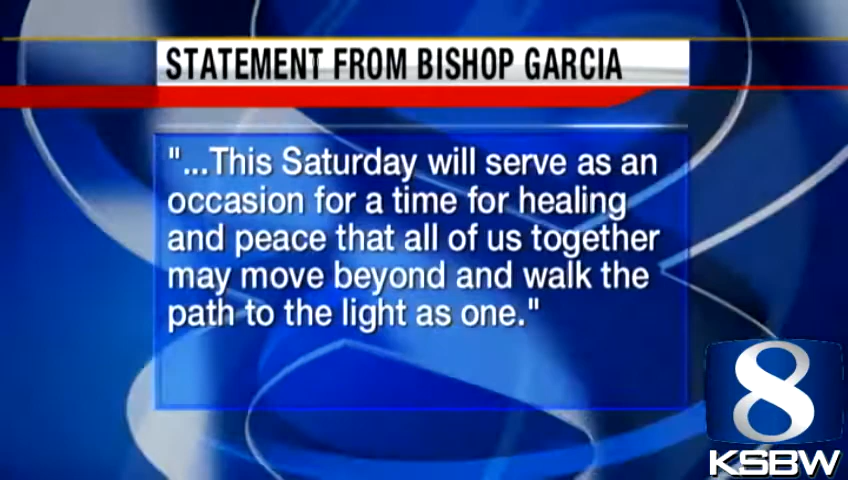 STATEMENT FROM BISHOP GARCIA
"...This Saturday will serve as an
occasion for a time for healing
and peace that all of us together
may move beyond and walk the
path to the light as one."
8
KSBW